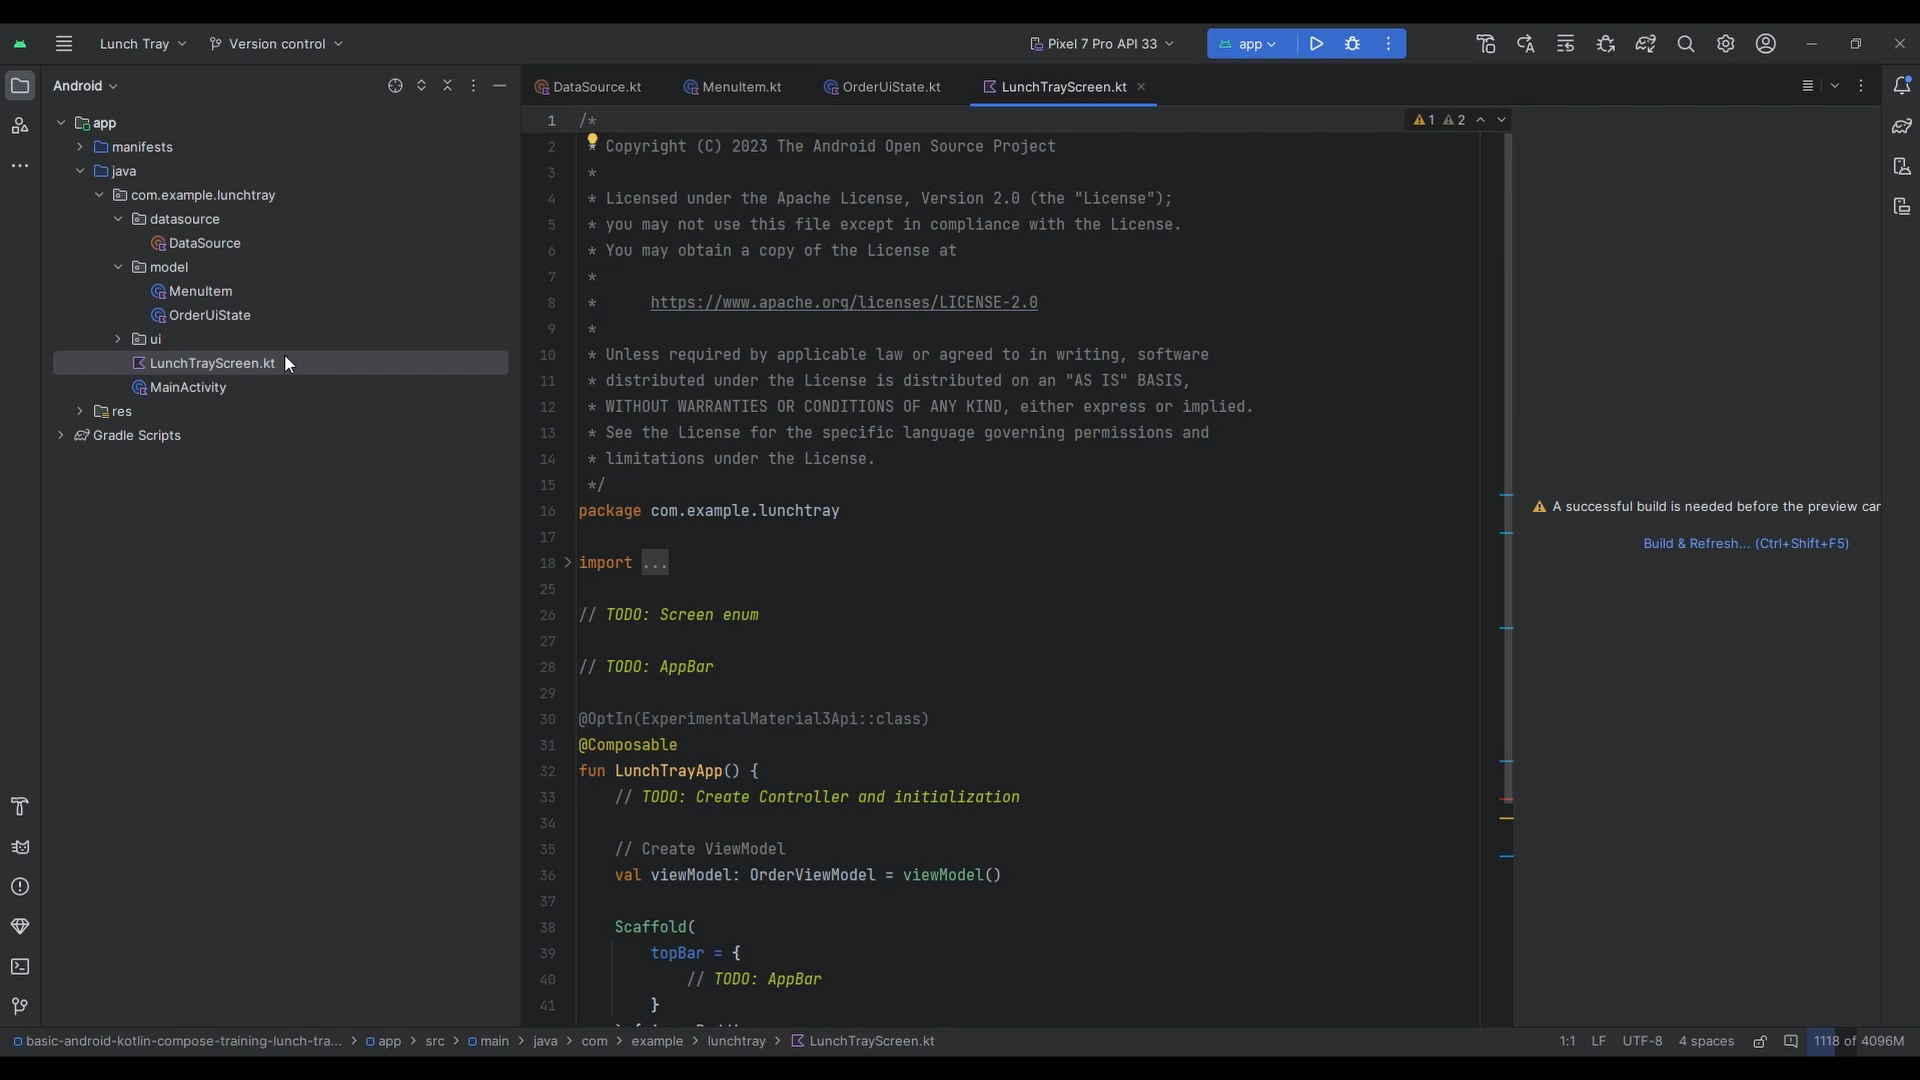 Lunch Tray
Version control
Pixel 7 Pro API 33
app
Android
DataSource.kt
MenuItem.kt
OrderUiState.kt
LunchTrayScreen.kt
app
manifests
java
com.example.lunchtray
datasource
DataSource
model
MenuItem
OrderUiState
ui
LunchTrayScreen.kt
MainActivity
res
Gradle Scripts
1 /*
2 * Copyright (C) 2023 The Android Open Source Project
3 *
4 * Licensed under the Apache License, Version 2.0 (the "License");
5 * you may not use this file except in compliance with the License.
6 * You may obtain a copy of the License at
7 *
8 * https://www.apache.org/licenses/LICENSE-2.0
9 *
10 * Unless required by applicable law or agreed to in writing, software
11 * distributed under the License is distributed on an "AS IS" BASIS,
12 * WITHOUT WARRANTIES OR CONDITIONS OF ANY KIND, either express or implied.
13 * See the License for the specific language governing permissions and
14 * limitations under the License.
15 */
16 package com.example.lunchtray
17
18 import ...
25
26 // TODO: Screen enum
27
28 // TODO: AppBar
29
30 @OptIn(ExperimentalMaterial3Api::class)
31 @Composable
32 fun LunchTrayApp() {
33 // TODO: Create Controller and initialization
34
35 // Create ViewModel
36 val viewModel: OrderViewModel = viewModel()
37
38 Scaffold(
39 topBar = {
40 // TODO: AppBar
41 }
1 2
A successful build is needed before the preview can
Build & Refresh... (Ctrl+Shift+F5)
basic-android-kotlin-compose-training-lunch-tra... > app > src > main > java > com > example > lunchtray > LunchTrayScreen.kt
1:1 LF UTF-8 4 spaces 1118 of 4096M